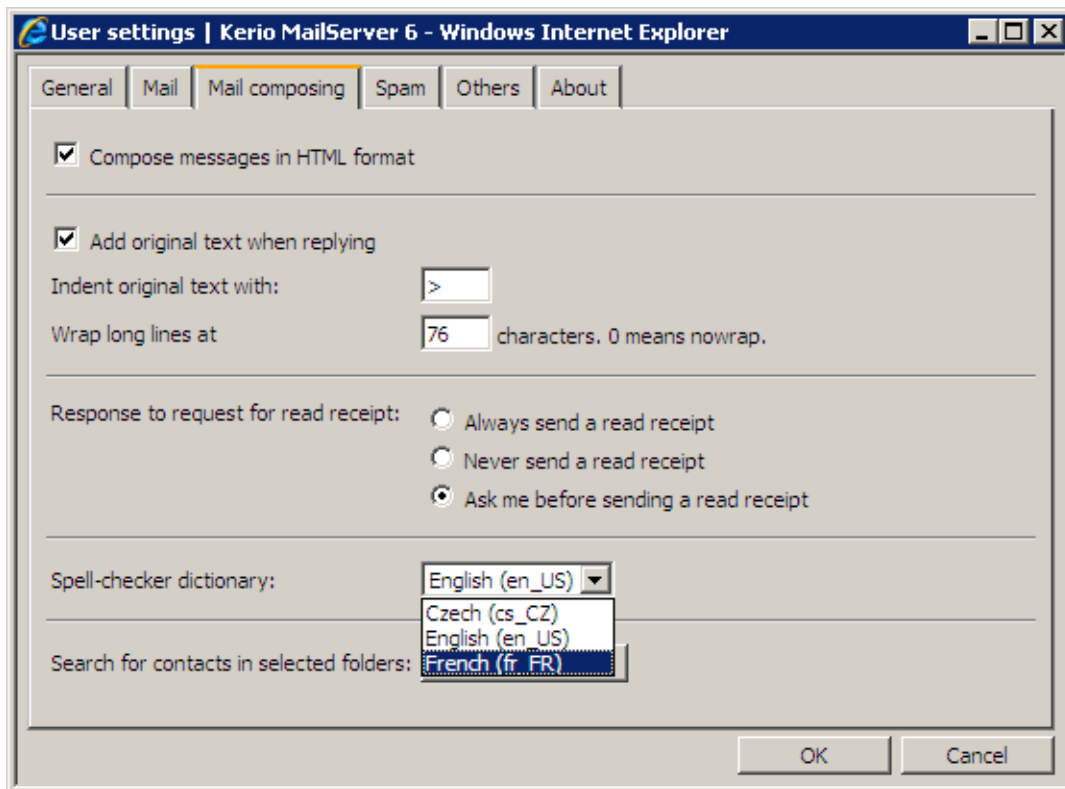 User settings | Kerio MailServer 6 - Windows Internet Explorer
General Mail Mail composing Spam Others About
Compose messages in HTML format
Add original text when replying
Indent original text with: >
Wrap long lines at 76 characters. 0 means nowrap.
Response to request for read receipt: Always send a read receipt
Never send a read receipt
Ask me before sending a read receipt
Spell-checker dictionary: English (en_US)
Czech (cs_CZ)
English (en_US)
Search for contacts in selected folders: French (fr_FR)
OK Cancel